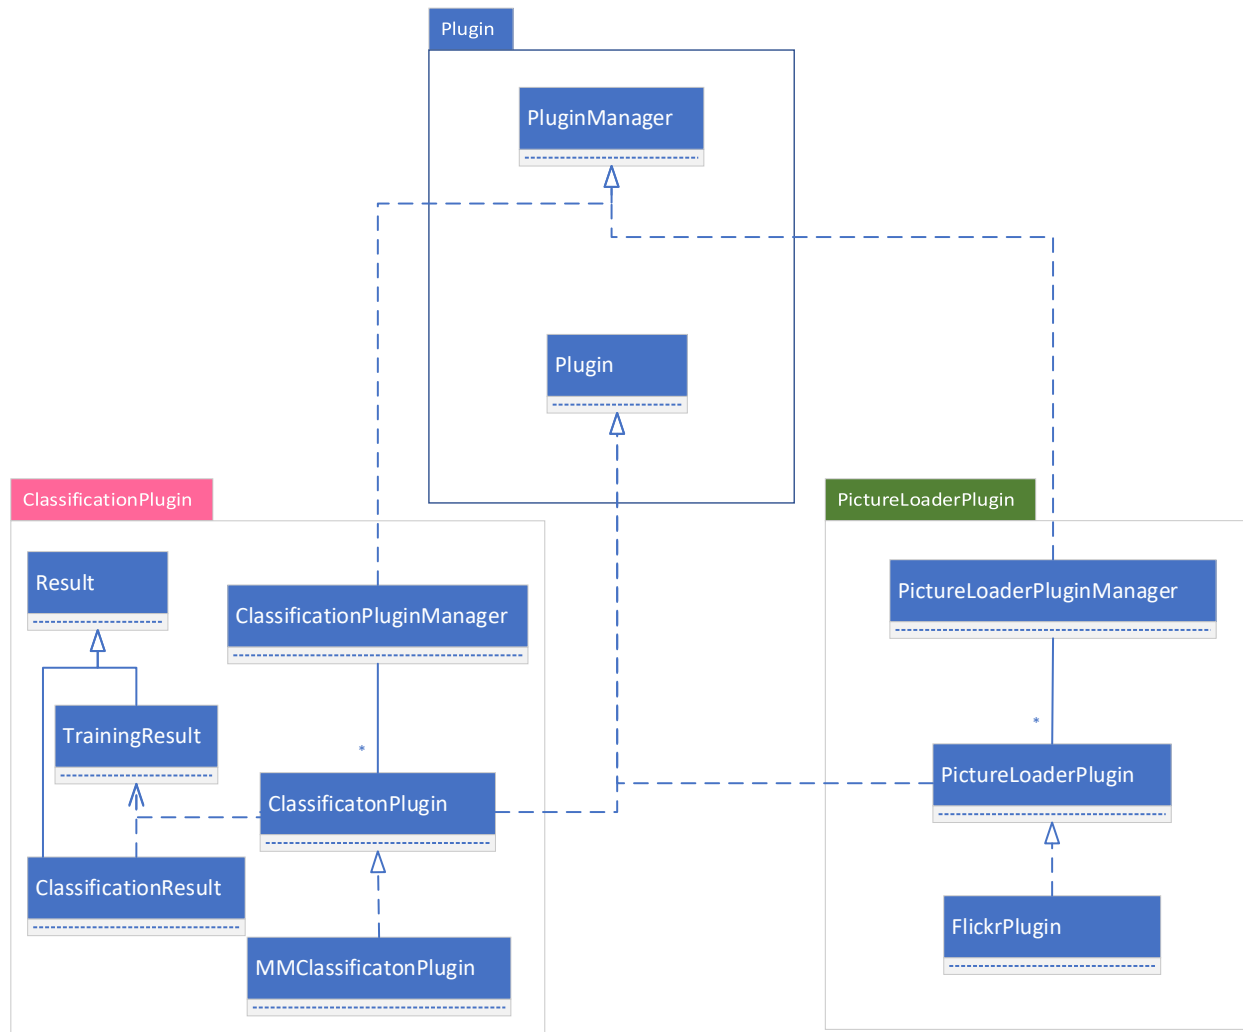 Plugin
PluginManager
Plugin
ClassificationPlugin
PictureLoaderPlugin
Result
ClassificationPluginManager
PictureLoaderPluginManager
TrainingResult
*
*
ClassificatonPlugin
PictureLoaderPlugin
ClassificationResult
MMClassificatonPlugin
FlickrPlugin